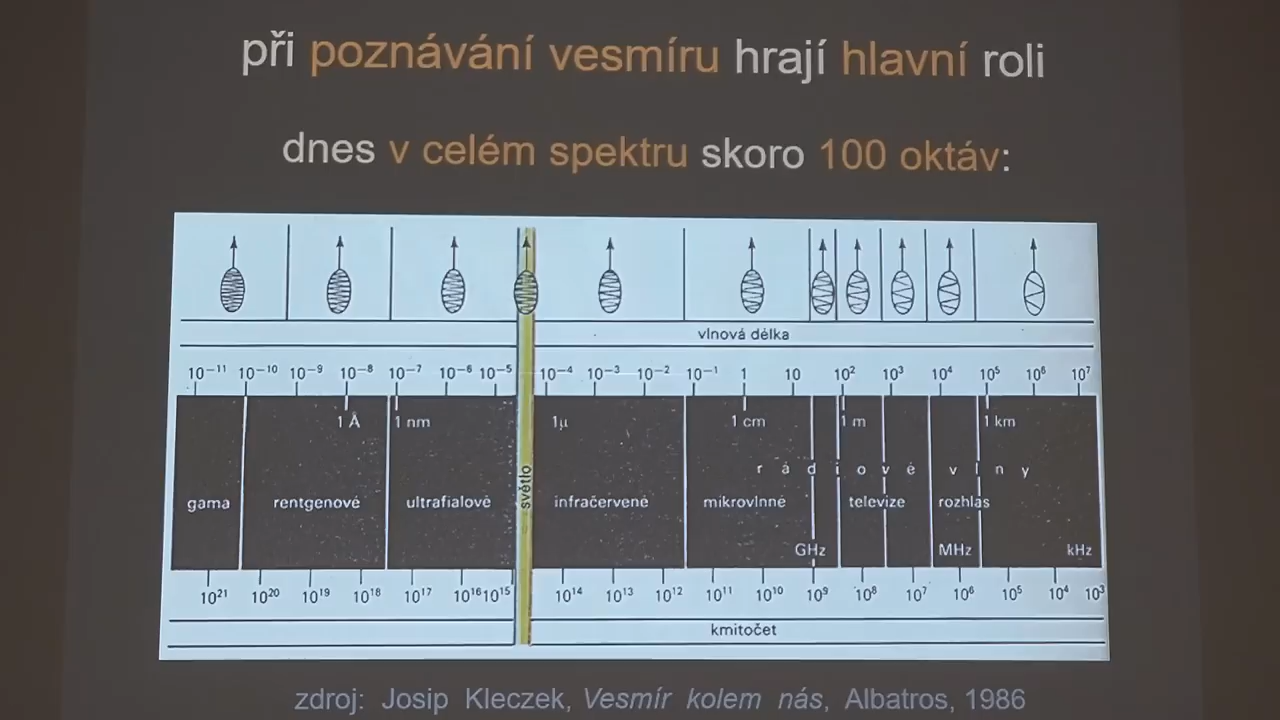 při poznávání vesmíru hrají hlavní roli
dnes v celém spektru skoro 100 oktáv:
vlnová délka
10⁻¹¹ 10⁻¹⁰ 10⁻⁹ 10⁻⁸ 10⁻⁷ 10⁻⁶ 10⁻⁵ 10⁻⁴ 10⁻³ 10⁻² 10⁻¹ 1 10 10² 10³ 10⁴ 10⁵ 10⁶ 10⁷
1 Å 1 nm 1µ 1 cm 1 m 1 km
rádiové vlny
gama rentgenové ultrafialové světlo infračervené mikrovlnné televize rozhlas
GHz MHz kHz
10²¹ 10²⁰ 10¹⁹ 10¹⁸ 10¹⁷ 10¹⁶ 10¹⁵ 10¹⁴ 10¹³ 10¹² 10¹¹ 10¹⁰ 10⁹ 10⁸ 10⁷ 10⁶ 10⁵ 10⁴ 10³
kmitočet
zdroj: Josip Kleczek, Vesmír kolem nás, Albatros, 1986